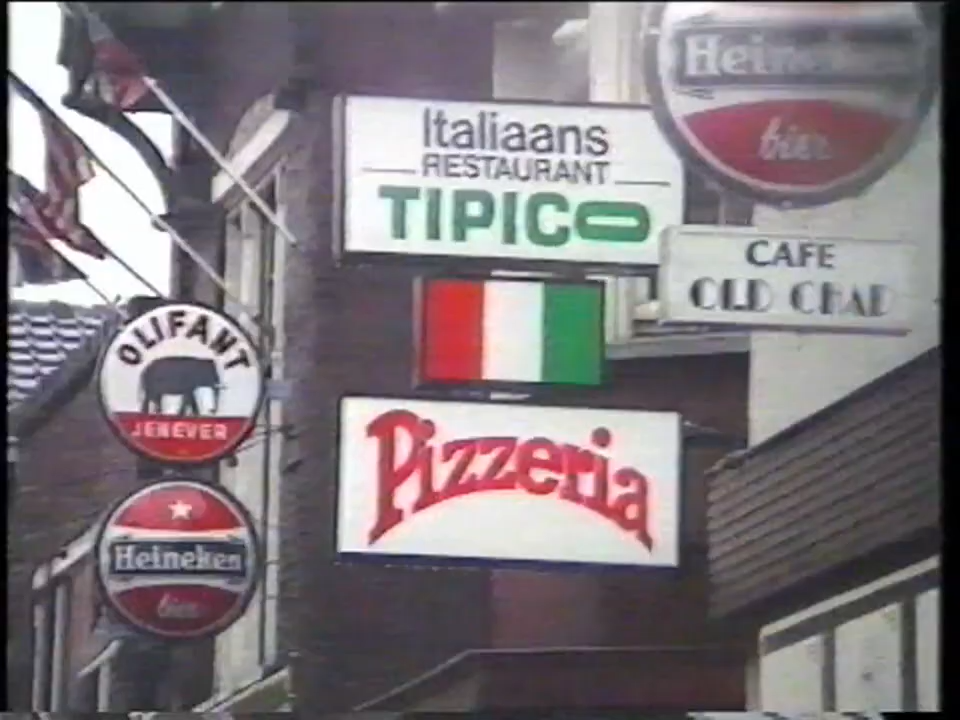 Italiaans
RESTAURANT
TIPICO
Heineken
bier
CAFE
OLD CHAP
OLIFANT
JENEVER
Pizzeria
Heineken
bier